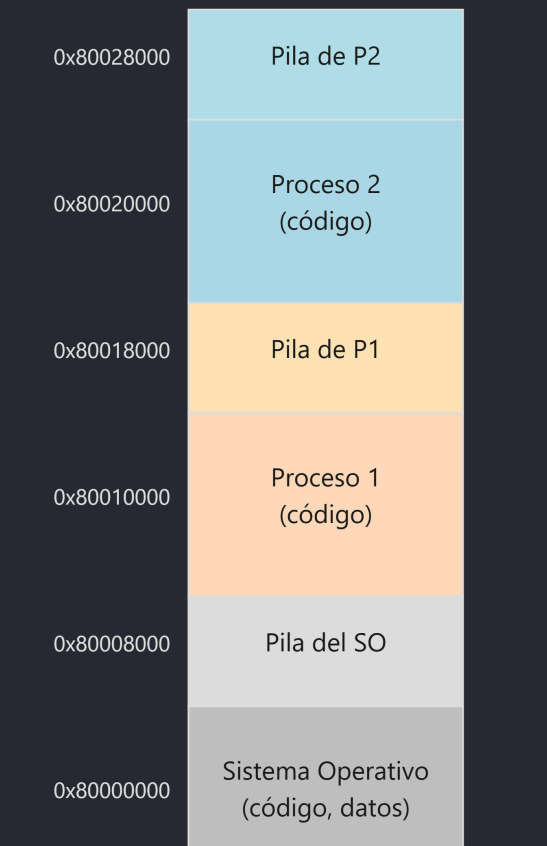 0x80028000 Pila de P2
0x80020000 Proceso 2
(código)
0x80018000 Pila de P1
0x80010000 Proceso 1
(código)
0x80008000 Pila del SO
0x80000000 Sistema Operativo
(código, datos)